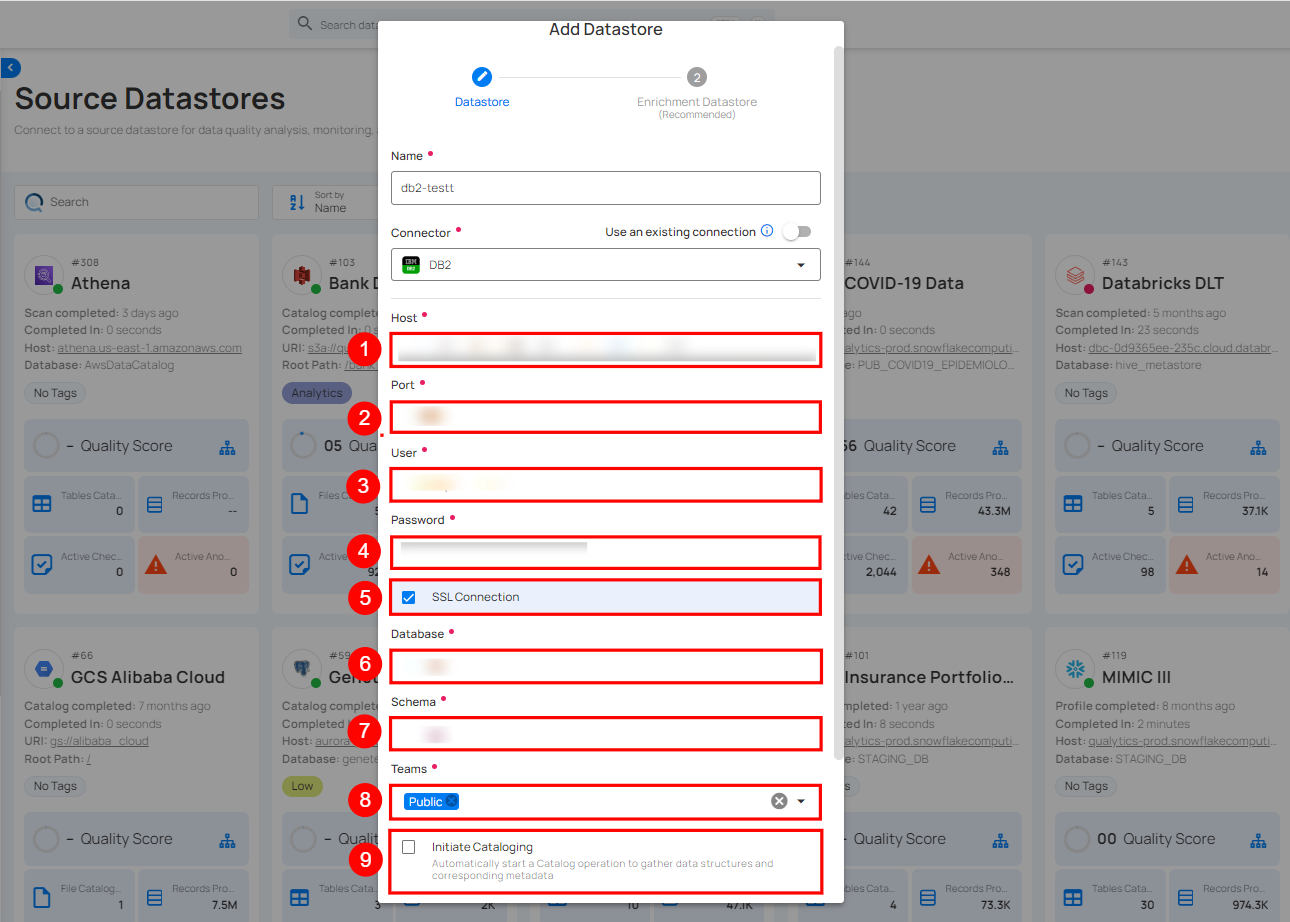 Search data
Add Datastore
2
Datastore
Enrichment Datastore
(Recommended)
Source Datastores
Connect to a source datastore for data quality analysis, monitoring,
Name
db2-testt
Search
Sort by
Name
Connector
Use an existing connection
DB2
#308
Athena
Scan completed: 3 days ago
Completed In: 0 seconds
Host: athena.us-east-1.amazonaws.com
Database: AwsDataCatalog
No Tags
– Quality Score
Tables Cata...
0
Records Pro...
--
Active Chec...
0
Active Ano...
0
#103
Bank D
Catalog complete
Completed In:
URI: s3a://qu
Root Path: /bank
Analytics
05 Qua
Files C
Active
92
Host
1
Port
2
User
3
Password
4
5
SSL Connection
Database
6
Schema
7
Teams
8
Public
9
Initiate Cataloging
Automatically start a Catalog operation to gather data structures and
corresponding metadata
#144
COVID-19 Data
ago
0 seconds
alytics-prod.snowflakecomputi...
e: PUB_COVID19_EPIDEMIOLO...
56 Quality Score
les Cata...
42
Records Pro...
43.3M
ive Chec...
2,044
Active Ano...
348
#143
Databricks DLT
Scan completed: 5 months ago
Completed In: 23 seconds
Host: dbc-0d9365ee-235c.cloud.databr...
Database: hive_metastore
No Tags
– Quality Score
Tables Cata...
5
Records Pro...
37.1K
Active Chec...
98
Active Ano...
14
#66
GCS Alibaba Cloud
Catalog completed: 7 months ago
Completed In: 0 seconds
URI: gs://alibaba_cloud
Root Path: /
No Tags
– Quality Score
File Catalog...
1
Records Pro...
7.5M
#59
Genet
Catalog complete
Completed In:
Host: aurora
Database: genete
Low
– Quali
Tables Cata
3
2K
10
47.1K
#101
Insurance Portfolio...
mpleted: 1 year ago
8 seconds
alytics-prod.snowflakecomputi...
e: STAGING_DB
s
Quality Score
les Cata...
4
Records Pro...
73.3K
#119
MIMIC III
Profile completed: 8 months ago
Completed In: 2 minutes
Host: qualytics-prod.snowflakecomputi...
Database: STAGING_DB
No Tags
00 Quality Score
Tables Cata...
30
Records Pro...
974.3K